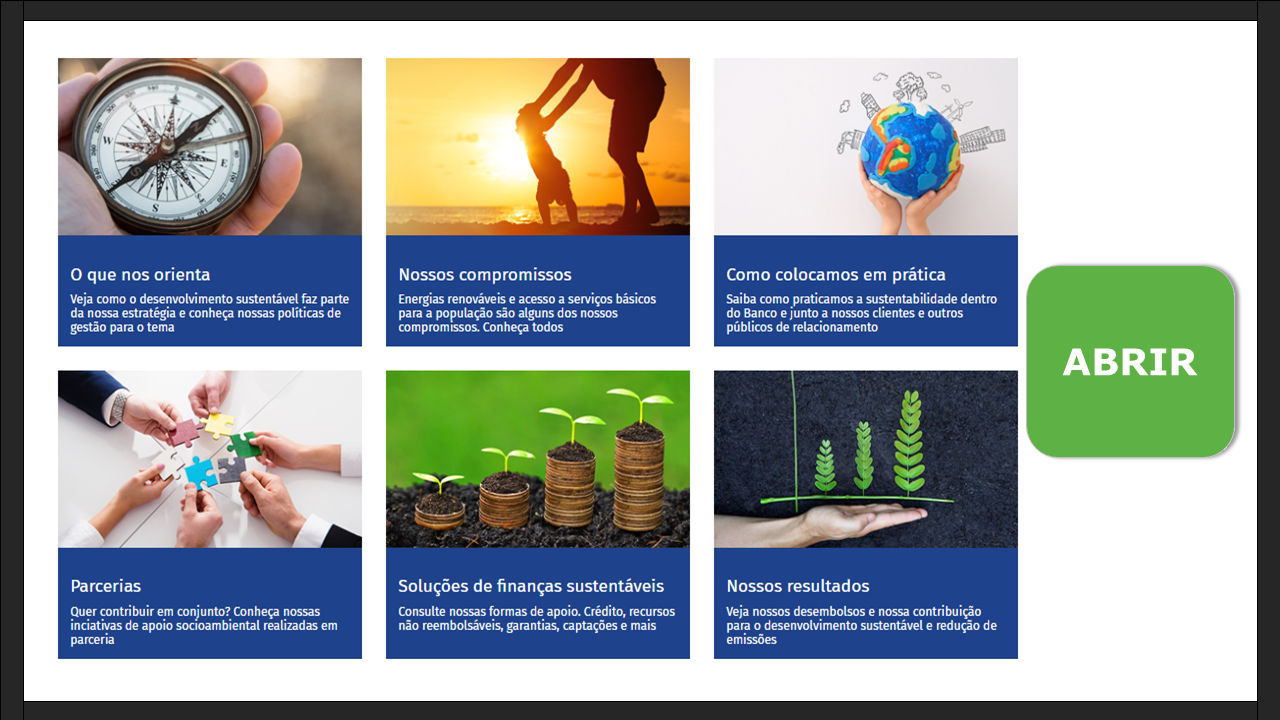 O que nos orienta
Veja como o desenvolvimento sustentável faz parte
da nossa estratégia e conheça nossas políticas de
gestão para o tema
Nossos compromissos
Energias renováveis e acesso a serviços básicos
para a população são alguns dos nossos
compromissos. Conheça todos
Como colocamos em prática
Saiba como praticamos a sustentabilidade dentro
do Banco e junto a nossos clientes e outros
públicos de relacionamento
ABRIR
Parcerias
Quer contribuir em conjunto? Conheça nossas
inciativas de apoio socioambiental realizadas em
parceria
Soluções de finanças sustentáveis
Consulte nossas formas de apoio. Crédito, recursos
não reembolsáveis, garantias, captações e mais
Nossos resultados
Veja nossos desembolsos e nossa contribuição
para o desenvolvimento sustentável e redução de
emissões